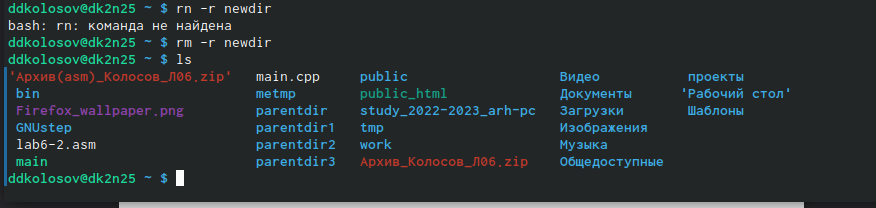 ddkolosov@dk2n25 ~ $ rn -r newdir
bash: rn: команда не найдена
ddkolosov@dk2n25 ~ $ rm -r newdir
ddkolosov@dk2n25 ~ $ ls
'Архив(asm)_Колосов_Л06.zip' main.cpp public Видео проекты
bin metmp public_html Документы 'Рабочий стол'
Firefox_wallpaper.png parentdir study_2022-2023_arh-pc Загрузки Шаблоны
GNUstep parentdir1 tmp Изображения
lab6-2.asm parentdir2 work Музыка
main parentdir3 Архив_Колосов_Л06.zip Общедоступные
ddkolosov@dk2n25 ~ $